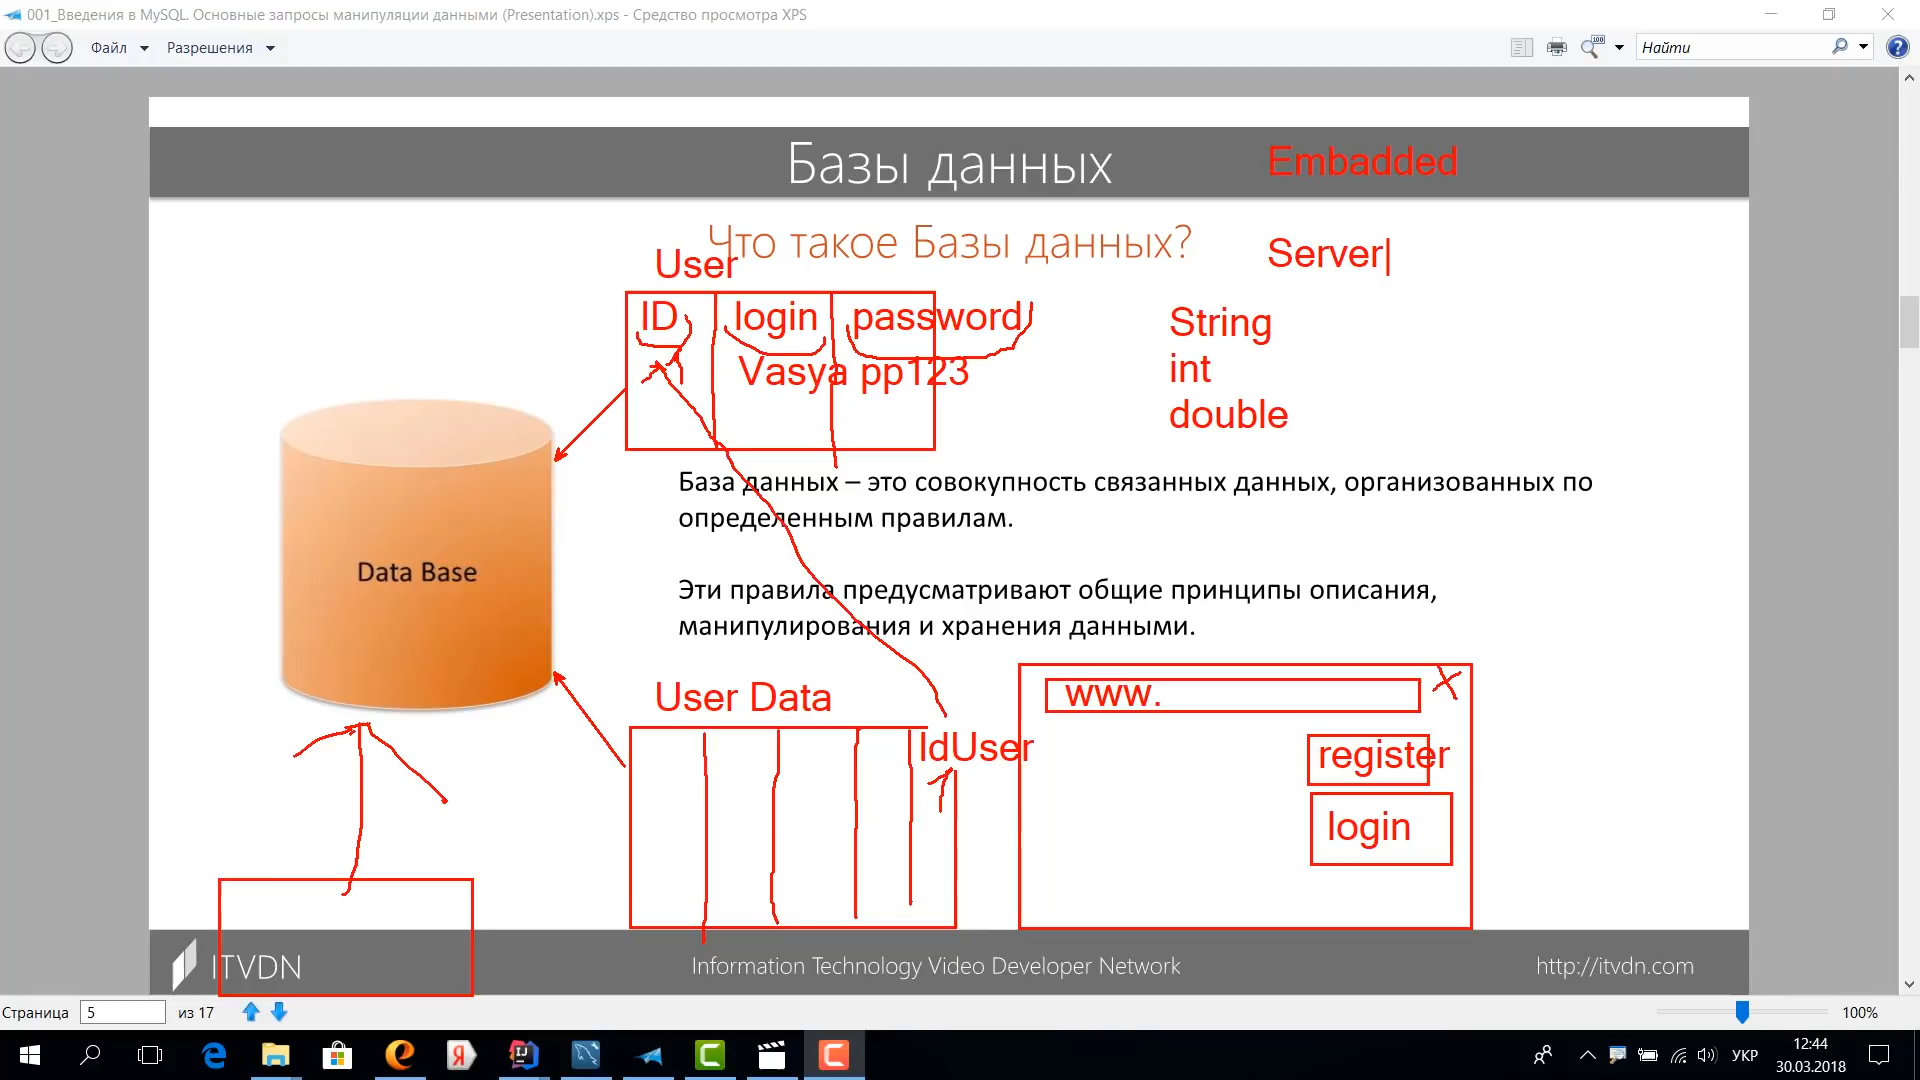 001_Введения в MySQL. Основные запросы манипуляции данными (Presentation).xps - Средство просмотра XPS
Файл Разрешения
100
Найти
Базы данных
Embadded
Что такое Базы данных?
Server
User
ID login password
Vasya pp123
String
int
double
База данных – это совокупность связанных данных, организованных по
определенным правилам.
Data Base
Эти правила предусматривают общие принципы описания,
манипулирования и хранения данными.
User Data
IdUser
www.
register
login
ITVDN
Information Technology Video Developer Network
http://itvdn.com
Страница 5 из 17
100%
УКР
12:44
30.03.2018